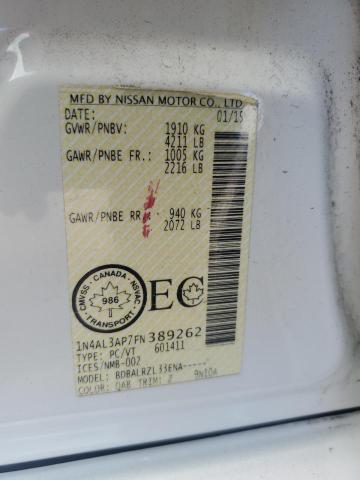 MFD BY NISSAN MOTOR CO., LTD
DATE: 01/15
GVWR/PNBV: 1910 KG
4211 LB
GAWR/PNBE FR: 1005 KG
2216 LB
GAWR/PNBE RR: 940 KG
2072 LB
CANADA
CMVSS - NSVAC
986
TRANSPORT
EC
1N4AL3AP7FN389262
TYPE: PC/VT 601411
ICES/NMB-002
MODEL: BDBALRZL33ENA-----
COLOR: QAB TRIM: Z 9N10A